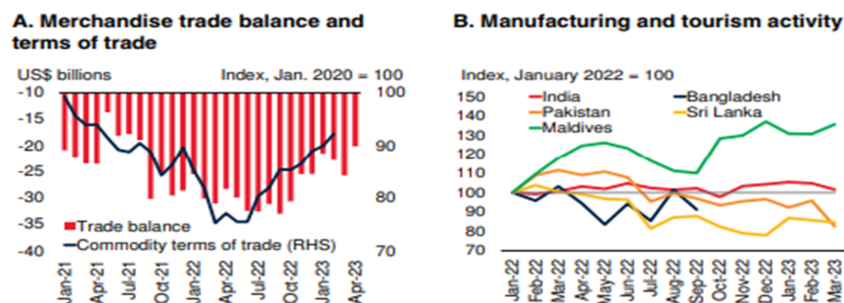 A. Merchandise trade balance and
terms of trade
US$ billions Index, Jan. 2020 = 100
-10 100
-15
-20 90
-25
-30 80
-35
-40 70
Trade balance
Commodity terms of trade (RHS)
Jan-21 Apr-21 Jul-21 Oct-21 Jan-22 Apr-22 Jul-22 Oct-22 Jan-23 Apr-23
B. Manufacturing and tourism activity
Index, January 2022 = 100
India Bangladesh
Pakistan Sri Lanka
Maldives
150
140
130
120
110
100
90
80
70
Jan-22 Feb-22 Mar-22 Apr-22 May-22 Jun-22 Jul-22 Aug-22 Sep-22 Oct-22 Nov-22 Dec-22 Jan-23 Feb-23 Mar-23